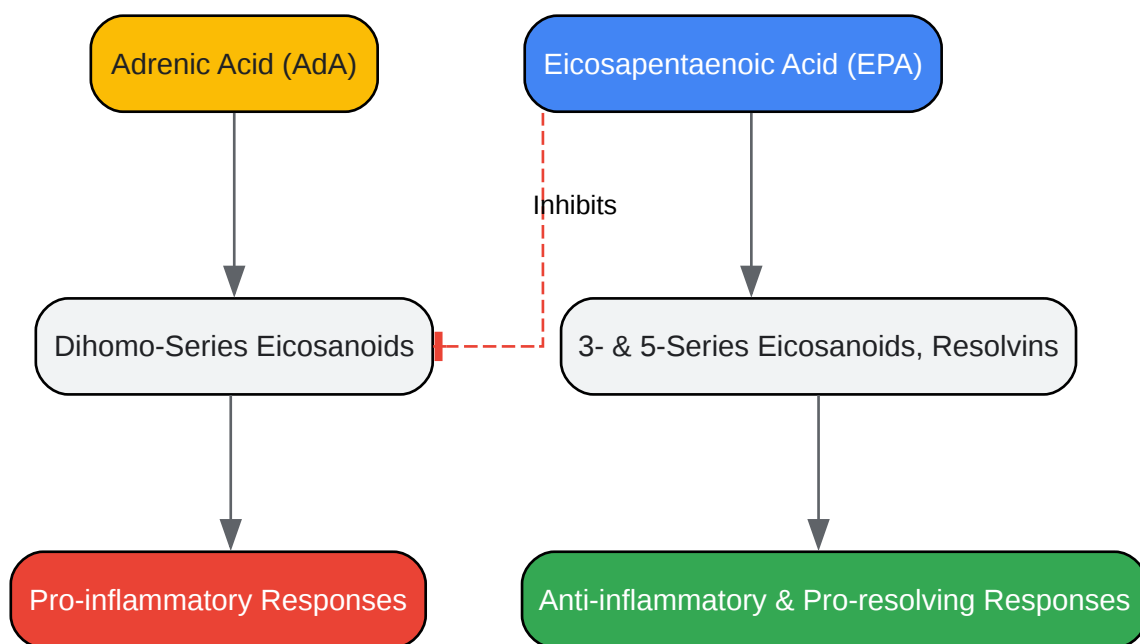 Adrenic Acid (AdA)
Eicosapentaenoic Acid (EPA)
Inhibits
Dihomo-Series Eicosanoids
3- & 5-Series Eicosanoids, Resolvins
Pro-inflammatory Responses
Anti-inflammatory & Pro-resolving Responses